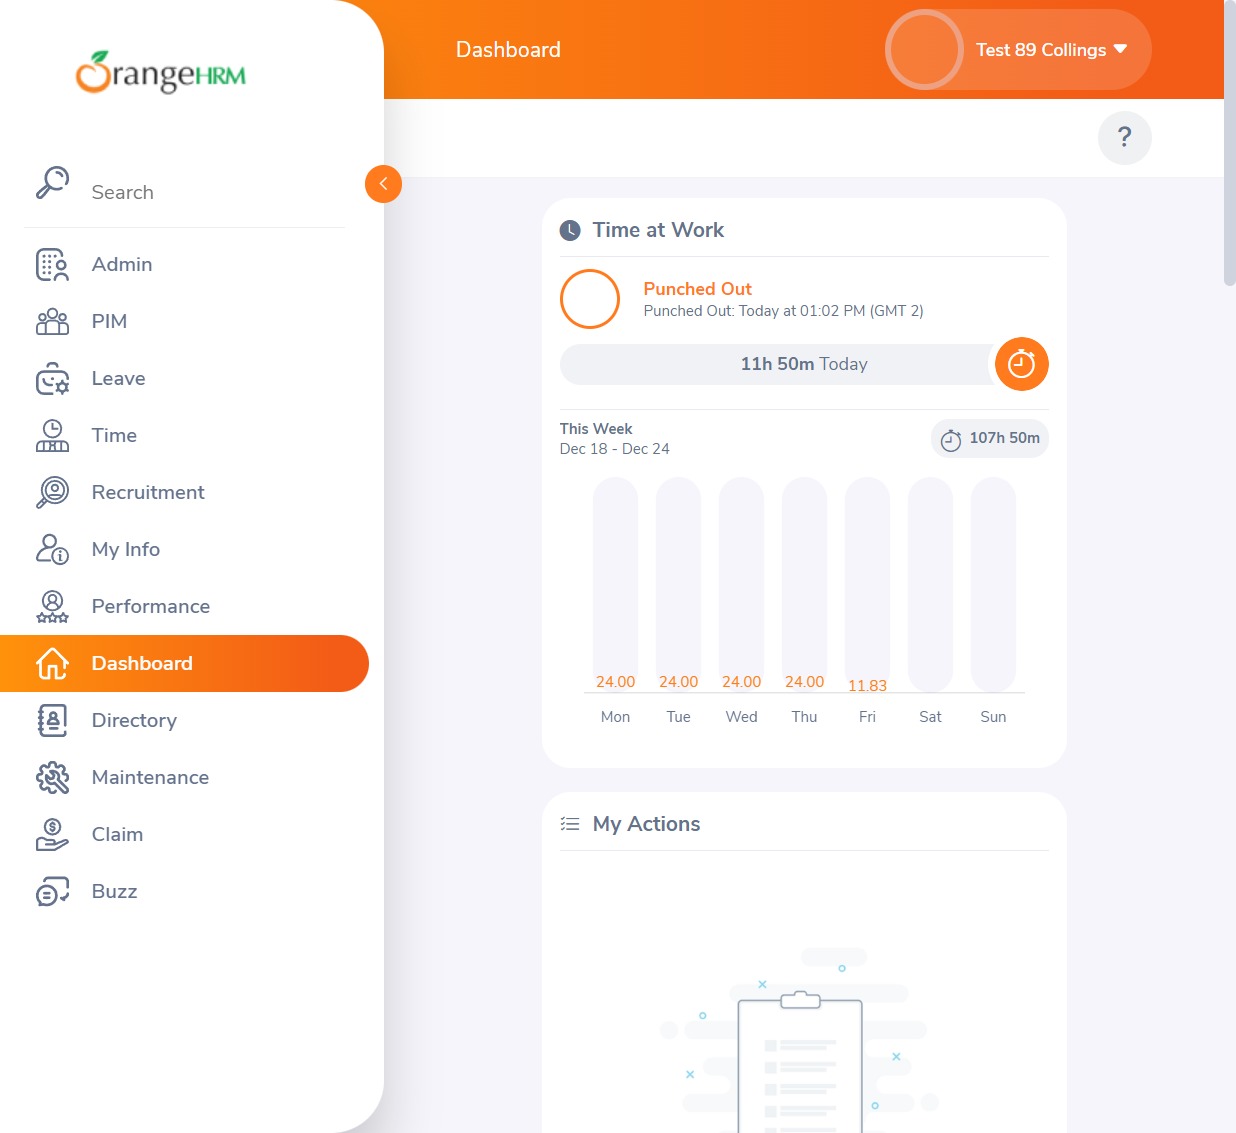 OrangeHRM
Dashboard
Test 89 Collings
?
Search
Admin
PIM
Leave
Time
Recruitment
My Info
Performance
Dashboard
Directory
Maintenance
Claim
Buzz
Time at Work
Punched Out
Punched Out: Today at 01:02 PM (GMT 2)
11h 50m Today
This Week
Dec 18 - Dec 24
107h 50m
24.00 24.00 24.00 24.00 11.83
Mon Tue Wed Thu Fri Sat Sun
My Actions